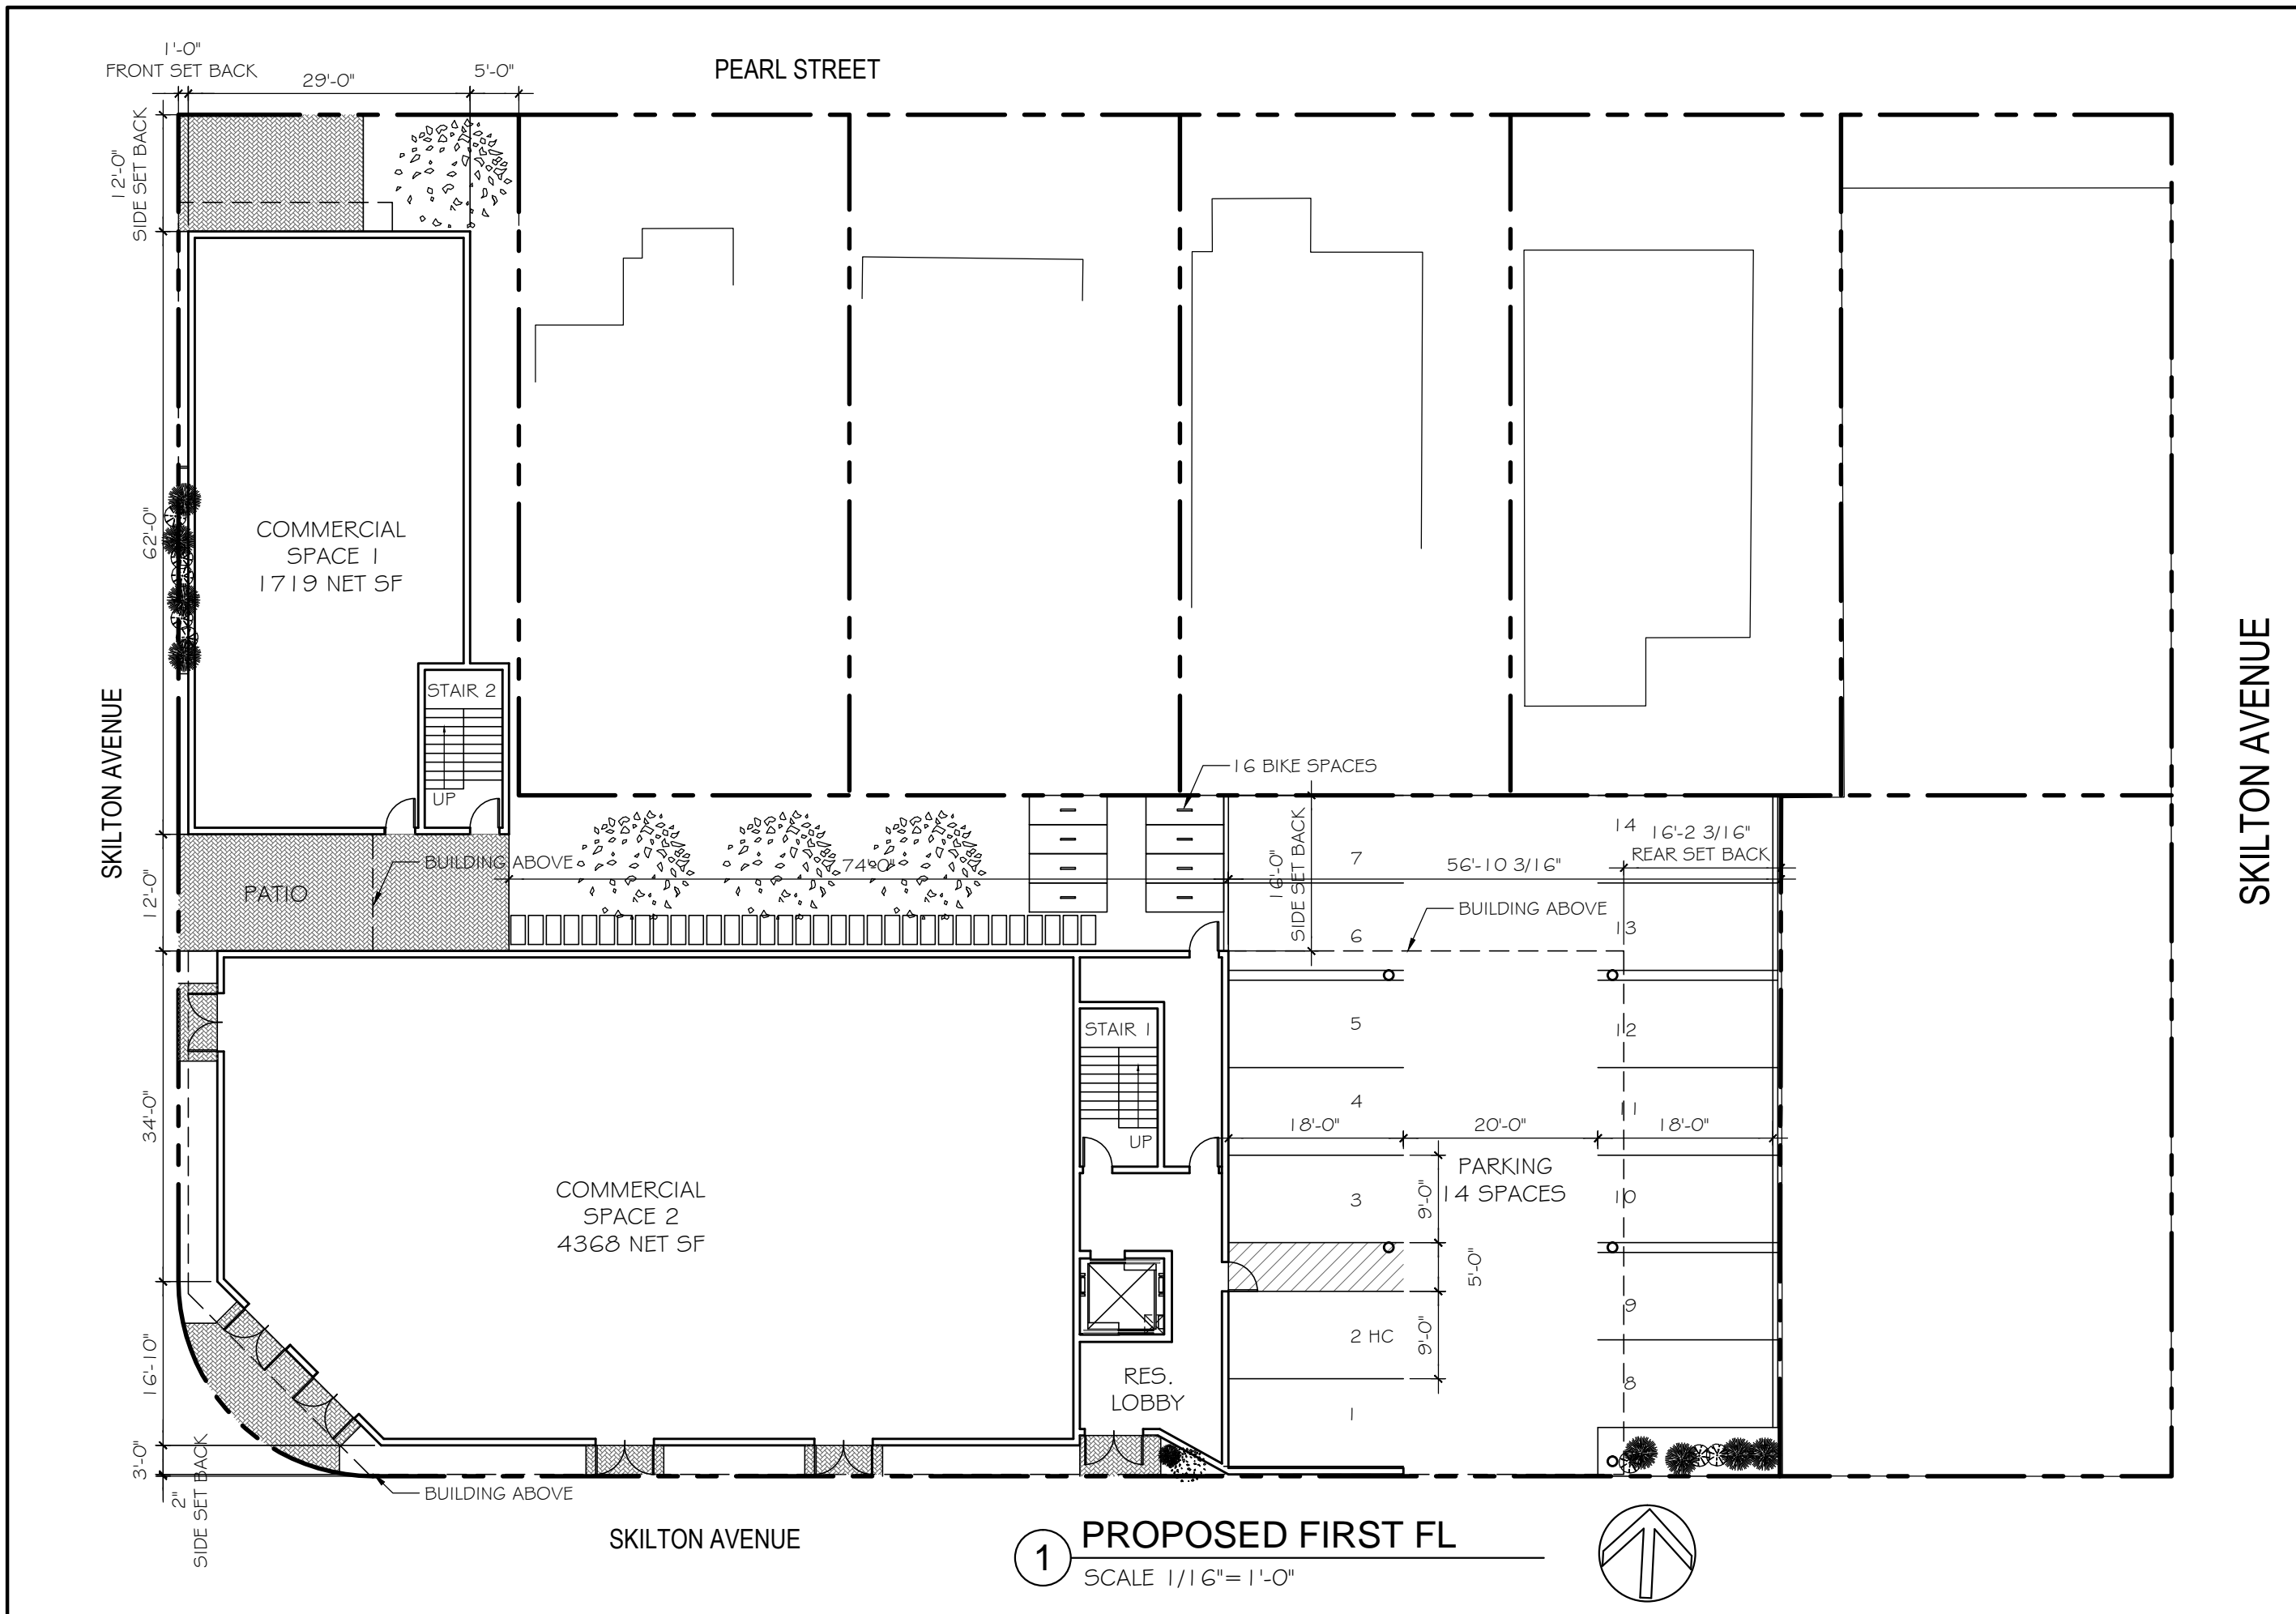 1'-0"
FRONT SET BACK
29'-0"
5'-0"
PEARL STREET
12'-0"
SIDE SET BACK
62'-0"
COMMERCIAL
SPACE 1
1719 NET SF
STAIR 2
UP
SKILTON AVENUE
SKILTON AVENUE
16 BIKE SPACES
BUILDING ABOVE
PATIO
12'-0"
74'-0"
16'-0"
SIDE SET BACK
7
56'-10 3/16"
14
16'-2 3/16"
REAR SET BACK
BUILDING ABOVE
6
13
5
12
STAIR 1
UP
34'-0"
4
11
18'-0"
20'-0"
18'-0"
PARKING
14 SPACES
3
9'-0"
10
COMMERCIAL
SPACE 2
4368 NET SF
5'-0"
9
2 HC
9'-0"
16'-10"
RES.
LOBBY
8
1
3'-0"
2"
SIDE SET BACK
BUILDING ABOVE
SKILTON AVENUE
1
PROPOSED FIRST FL
SCALE 1/16"=1'-0"